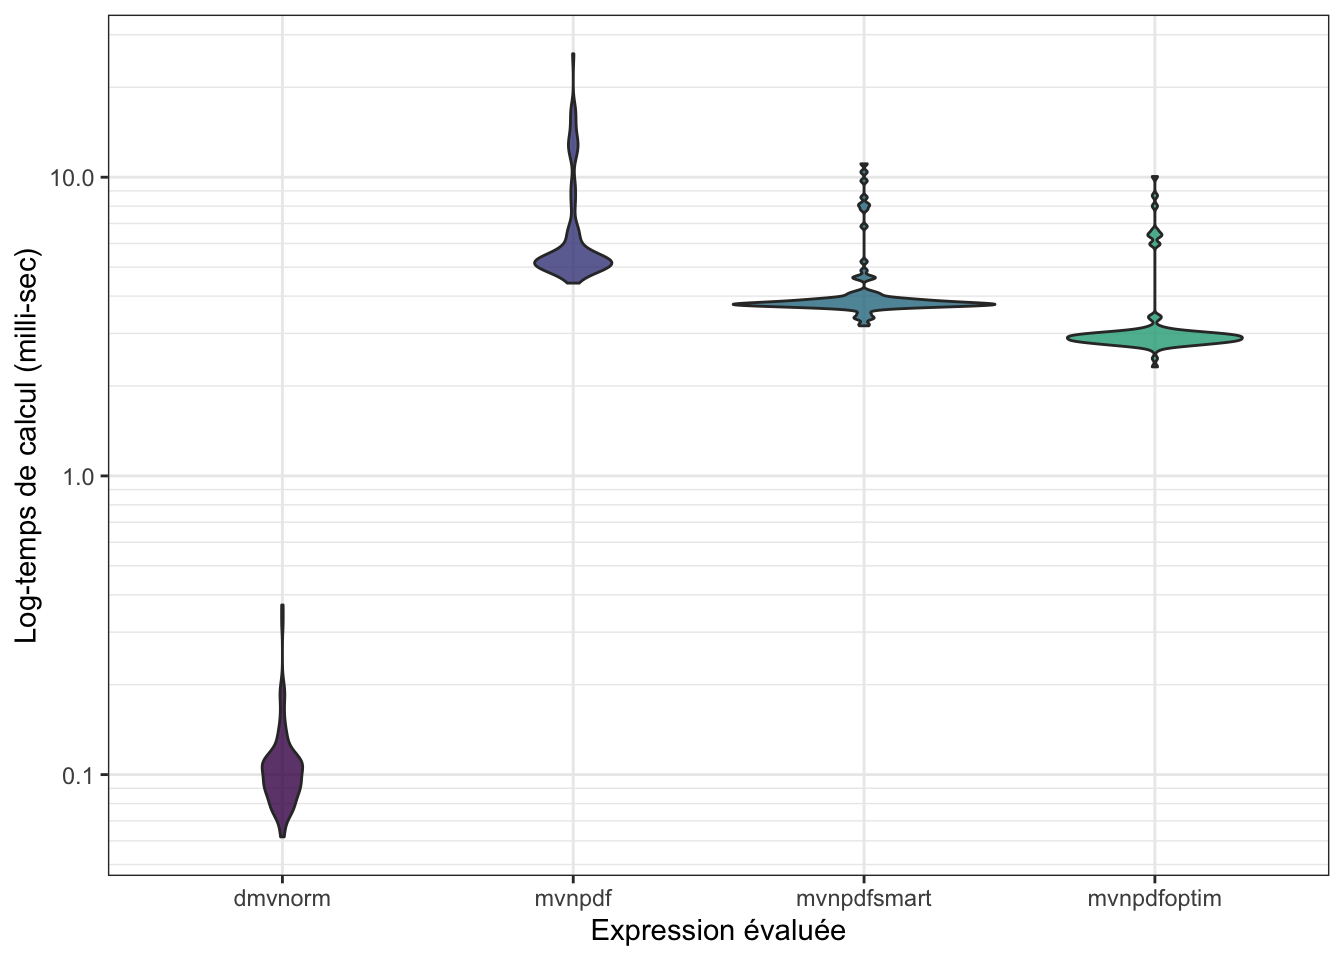 Log-temps de calcul (milli-sec)
10.0
1.0
0.1
dmvnorm mvnpdf mvnpdfsmart mvnpdfoptim
Expression évaluée